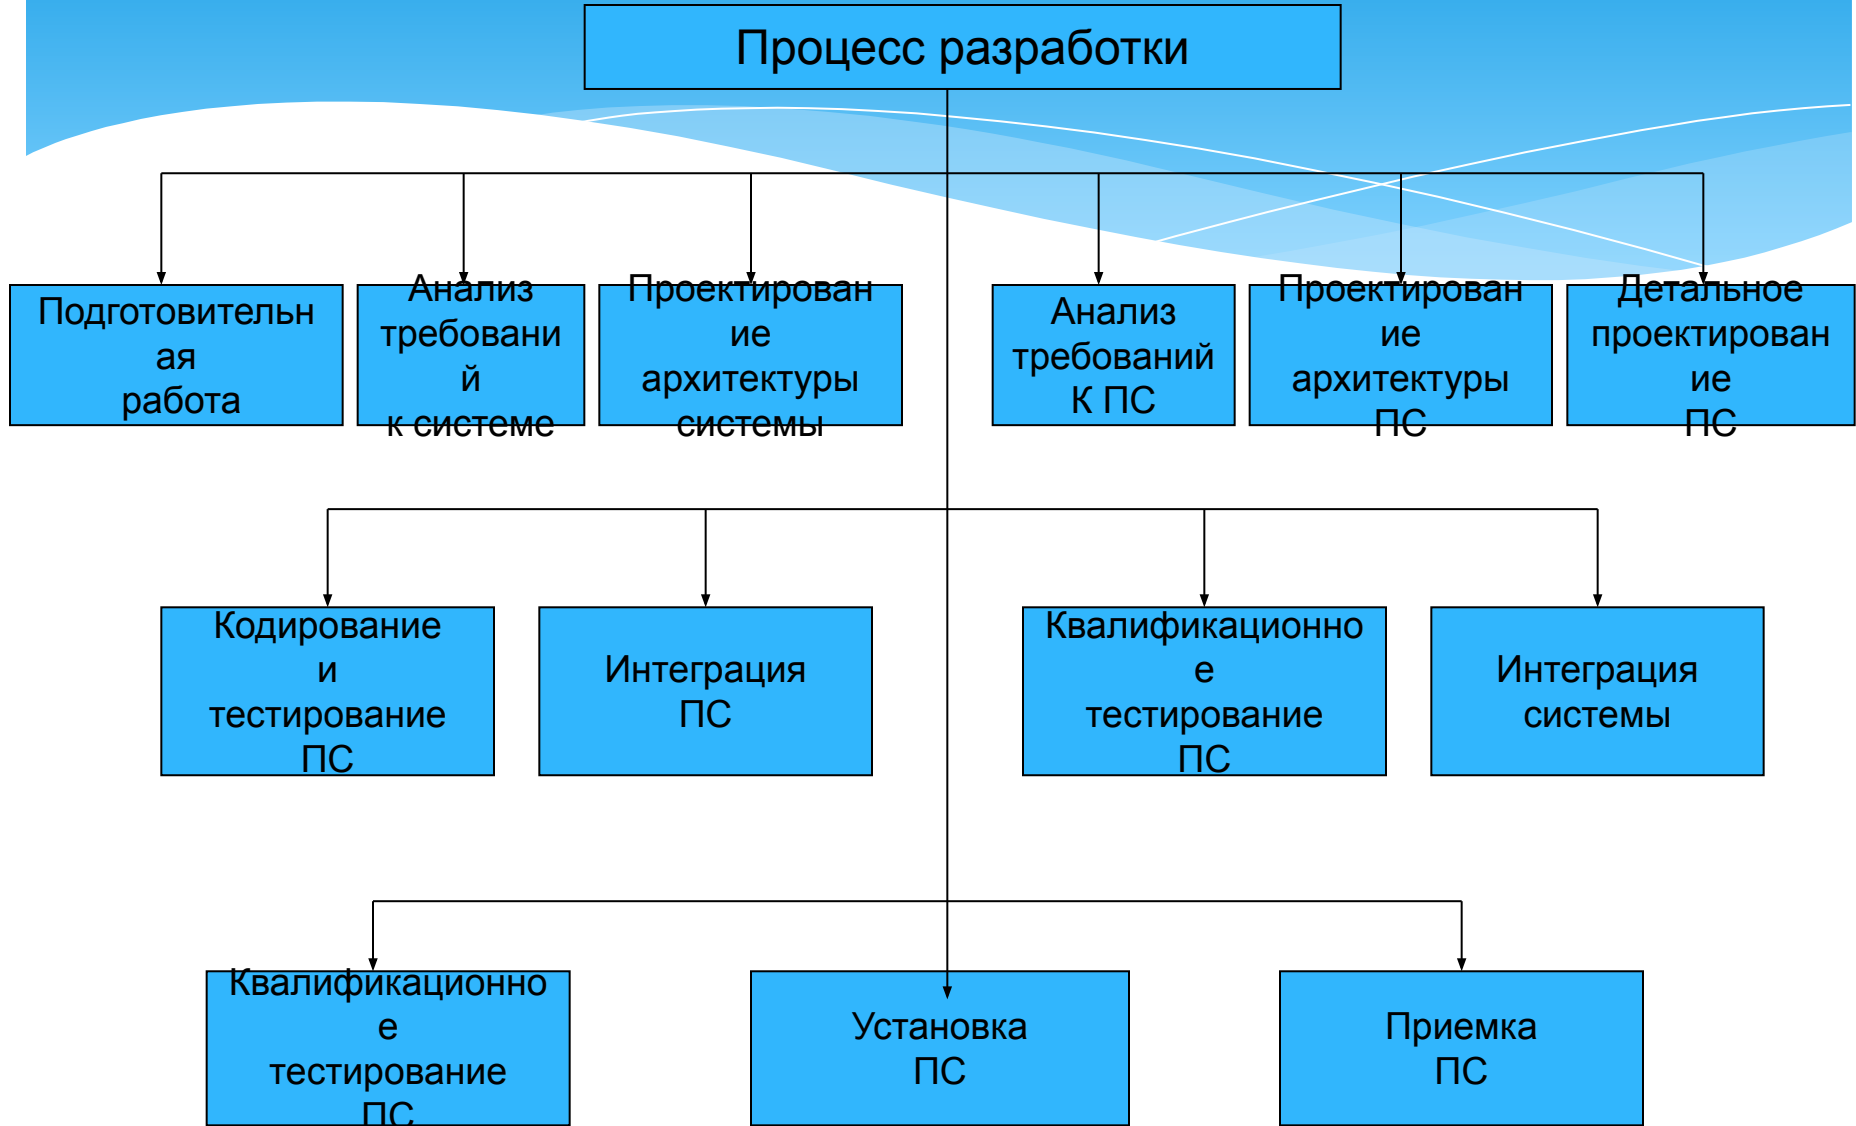 Процесс разработки
Подготовительн
ая
работа
Анализ
требовани
й
к системе
Проектирован
ие
архитектуры
системы
Анализ
требований
К ПС
Проектирован
ие
архитектуры
ПС
Детальное
проектирован
ие
ПС
Кодирование
и
тестирование
ПС
Интеграция
ПС
Квалификационно
е
тестирование
ПС
Интеграция
системы
Квалификационно
е
тестирование
ПС
Установка
ПС
Приемка
ПС